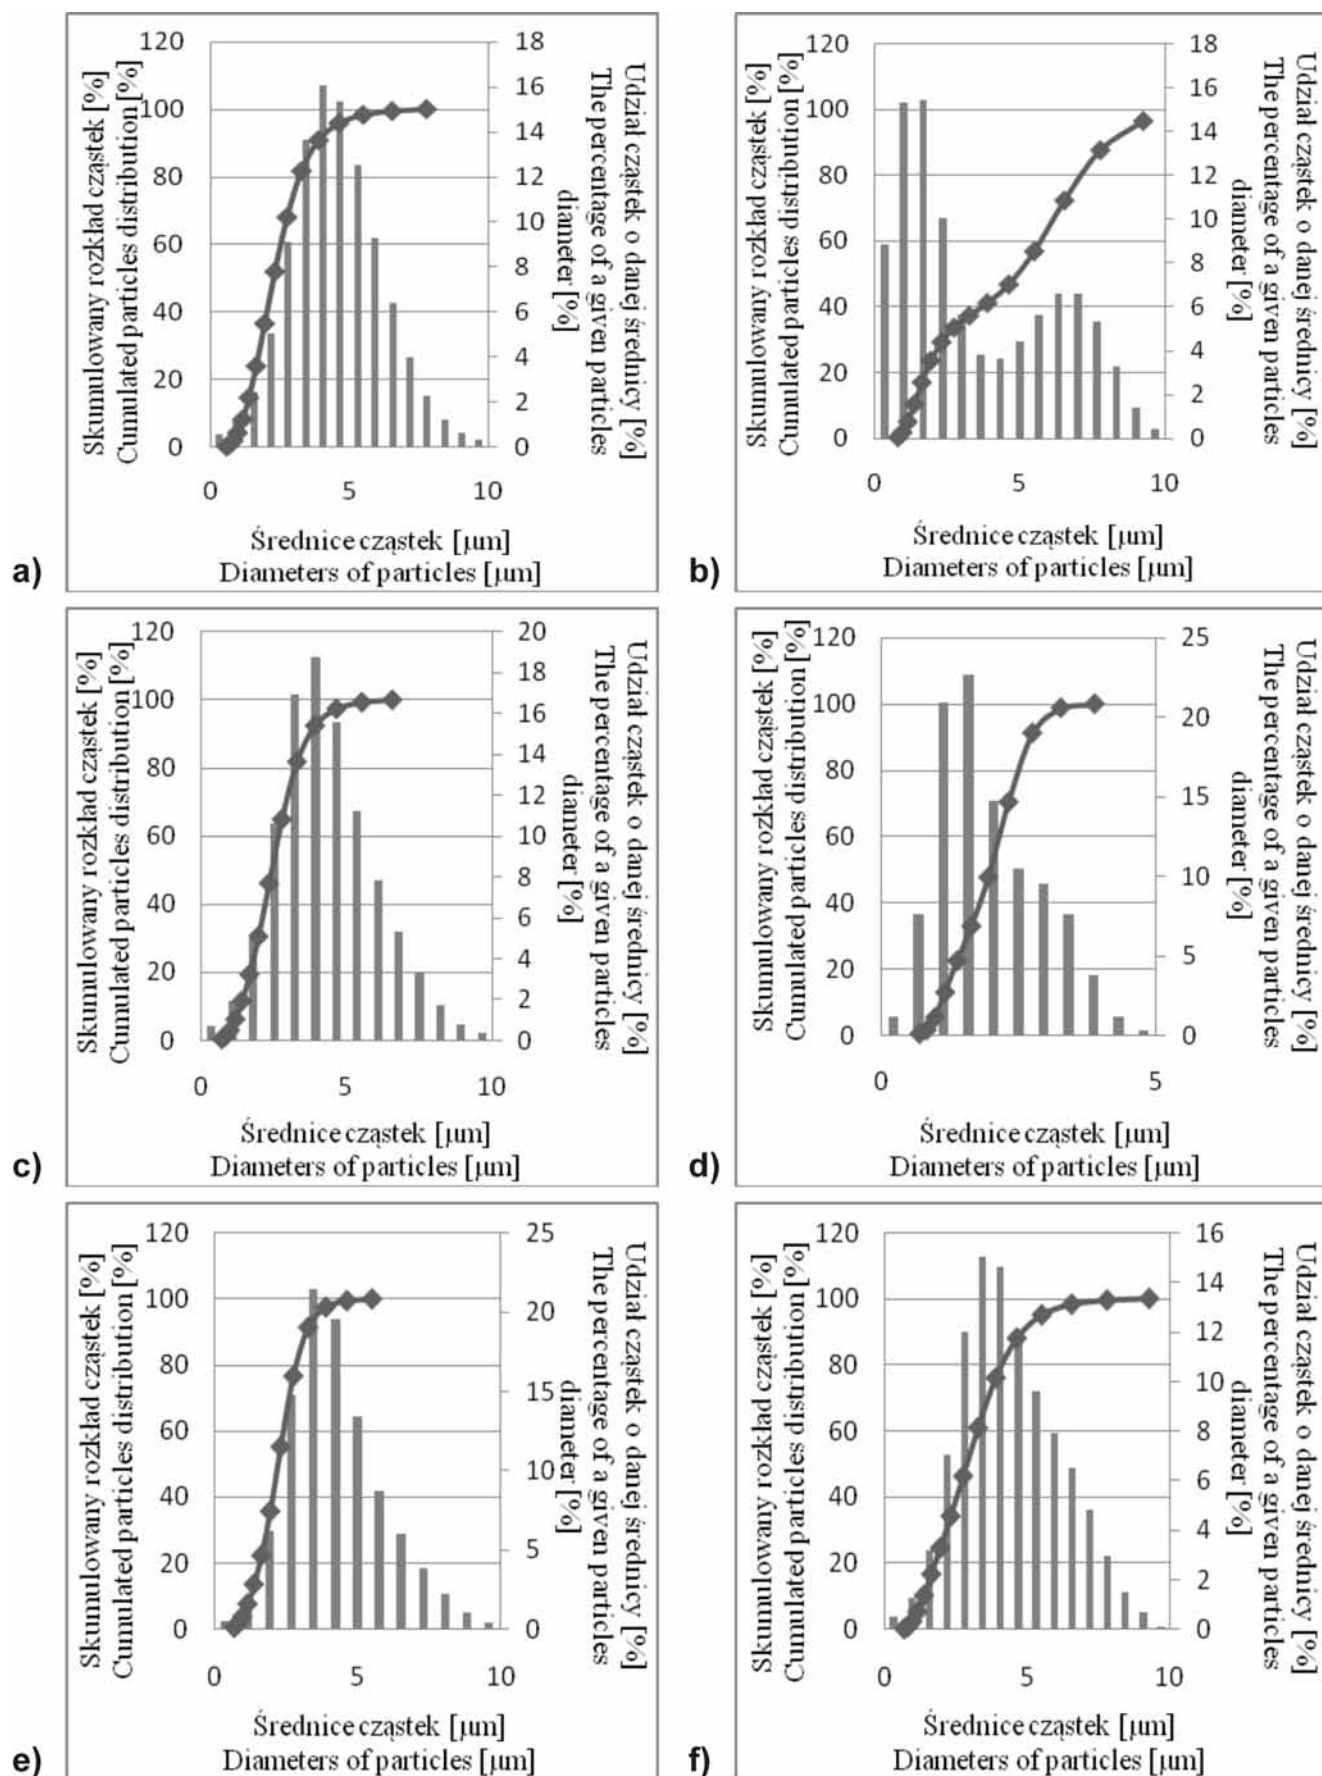 120
100
80
60
40
20
0
18
16
14
12
10
8
6
4
2
0
0 5 10
Skumulowany rozkład cząstek [%]
Cumulated particles distribution [%]
Udział cząstek o danej średnicy [%]
The percentage of a given particles
diameter [%]
Średnice cząstek [µm]
Diameters of particles [µm]
a)
120
100
80
60
40
20
0
18
16
14
12
10
8
6
4
2
0
0 5 10
Skumulowany rozkład cząstek [%]
Cumulated particles distribution [%]
Udział cząstek o danej średnicy [%]
The percentage of a given particles
diameter [%]
Średnice cząstek [µm]
Diameters of particles [µm]
b)
120
100
80
60
40
20
0
20
18
16
14
12
10
8
6
4
2
0
0 5 10
Skumulowany rozkład cząstek [%]
Cumulated particles distribution [%]
Udział cząstek o danej średnicy [%]
The percentage of a given particles
diameter [%]
Średnice cząstek [µm]
Diameters of particles [µm]
c)
120
100
80
60
40
20
0
25
20
15
10
5
0
0 5
Skumulowany rozkład cząstek [%]
Cumulated particles distribution [%]
Udział cząstek o danej średnicy [%]
The percentage of a given particles
diameter [%]
Średnice cząstek [µm]
Diameters of particles [µm]
d)
120
100
80
60
40
20
0
25
20
15
10
5
0
0 5 10
Skumulowany rozkład cząstek [%]
Cumulated particles distribution [%]
Udział cząstek o danej średnicy [%]
The percentage of a given particles
diameter [%]
Średnice cząstek [µm]
Diameters of particles [µm]
e)
120
100
80
60
40
20
0
16
14
12
10
8
6
4
2
0
0 5 10
Skumulowany rozkład cząstek [%]
Cumulated particles distribution [%]
Udział cząstek o danej średnicy [%]
The percentage of a given particles
diameter [%]
Średnice cząstek [µm]
Diameters of particles [µm]
f)